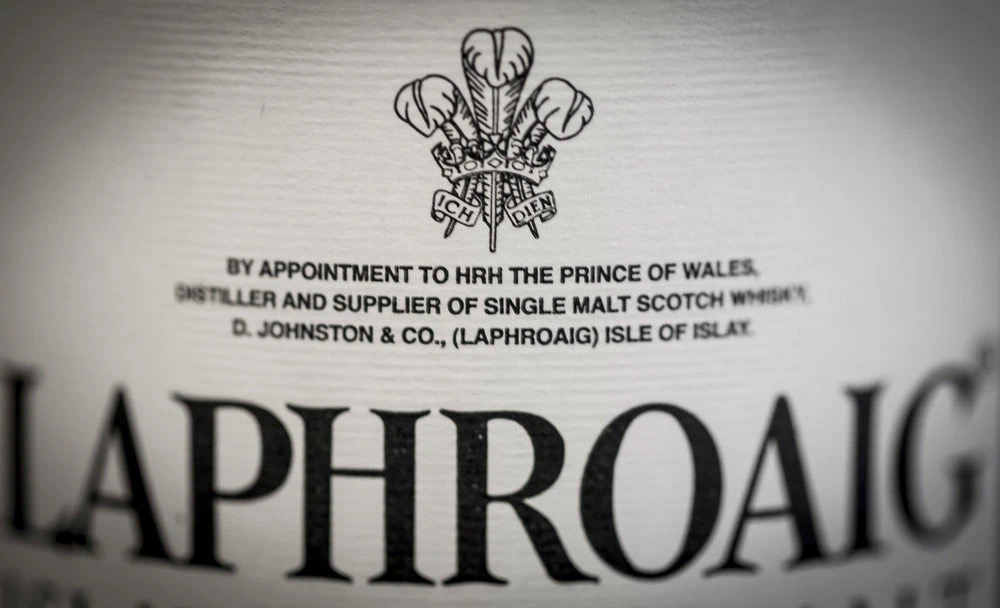 ICH DIEN
BY APPOINTMENT TO HRH THE PRINCE OF WALES,
DISTILLER AND SUPPLIER OF SINGLE MALT SCOTCH WHISKY,
D. JOHNSTON & CO., (LAPHROAIG) ISLE OF ISLAY.
LAPHROAIG